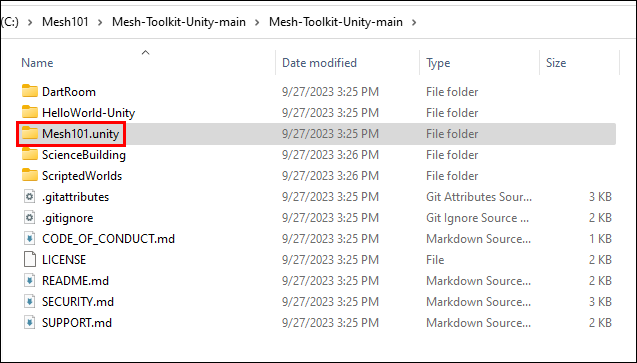 (C:) > Mesh101 > Mesh-Toolkit-Unity-main > Mesh-Toolkit-Unity-main >
Name Date modified Type Size
DartRoom 9/27/2023 3:25 PM File folder
HelloWorld-Unity 9/27/2023 3:25 PM File folder
Mesh101.unity 9/27/2023 3:25 PM File folder
ScienceBuilding 9/27/2023 3:26 PM File folder
ScriptedWorlds 9/27/2023 3:26 PM File folder
.gitattributes 9/27/2023 3:25 PM Git Attributes Sour... 3 KB
.gitignore 9/27/2023 3:25 PM Git Ignore Source ... 2 KB
CODE_OF_CONDUCT.md 9/27/2023 3:25 PM Markdown Source... 1 KB
LICENSE 9/27/2023 3:25 PM File 2 KB
README.md 9/27/2023 3:25 PM Markdown Source... 2 KB
SECURITY.md 9/27/2023 3:25 PM Markdown Source... 3 KB
SUPPORT.md 9/27/2023 3:25 PM Markdown Source... 2 KB